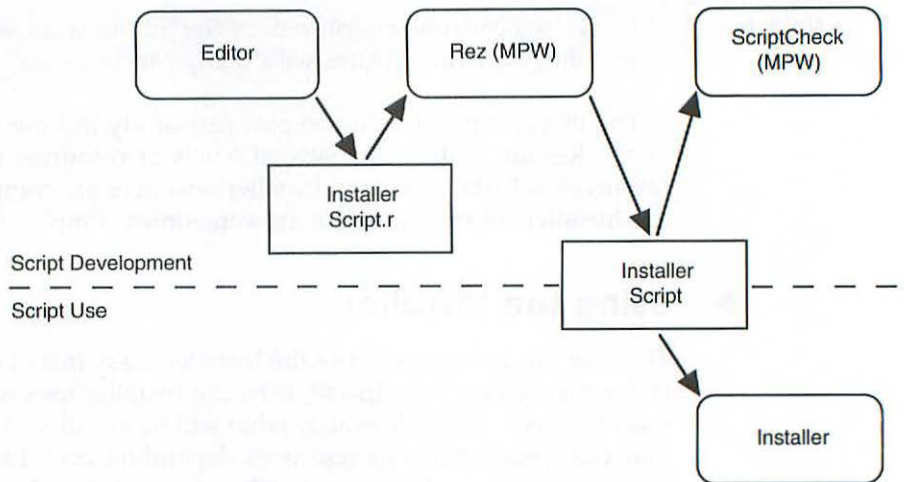 Editor
Rez (MPW)
ScriptCheck
(MPW)
Installer
Script.r
Script Development
Installer
Script
Script Use
Installer